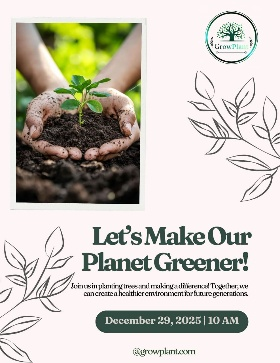 GrowPlant
Let's Make Our
Planet Greener!
Join us in planting trees and making a difference! Together, we
can create a healthier environment for future generations.
December 29, 2025 | 10 AM
@growplant.com